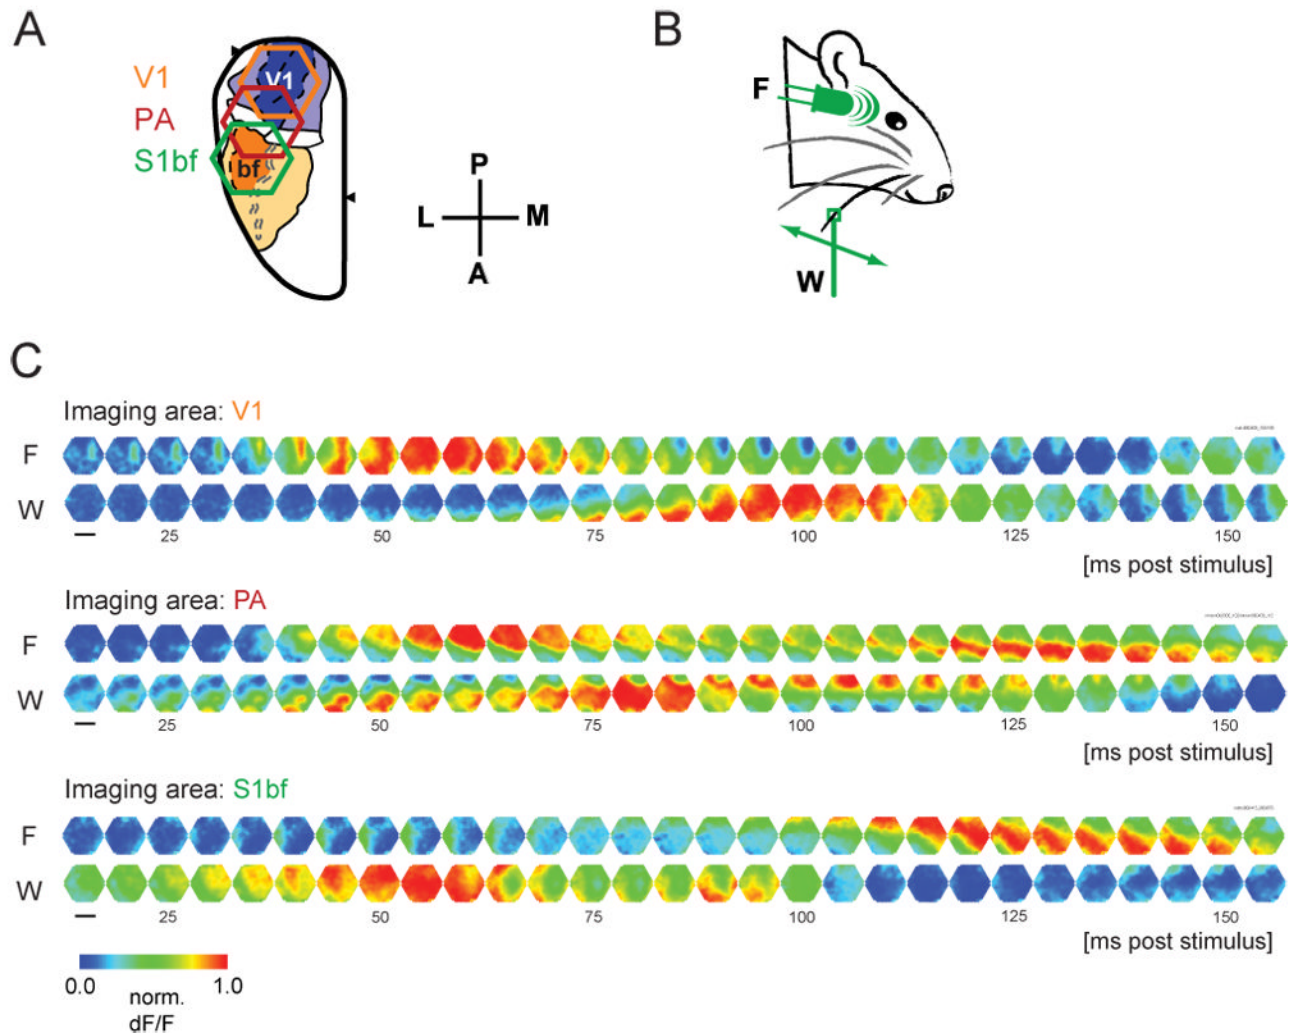 A
V1
PA
S1bf
V1
bf
P
L
M
A
B
F
W
C
Imaging area: V1
F
W
25 50 75 100 125 150
[ms post stimulus]
Imaging area: PA
F
W
25 50 75 100 125 150
[ms post stimulus]
Imaging area: S1bf
F
W
25 50 75 100 125 150
[ms post stimulus]
0.0 1.0
norm.
dF/F